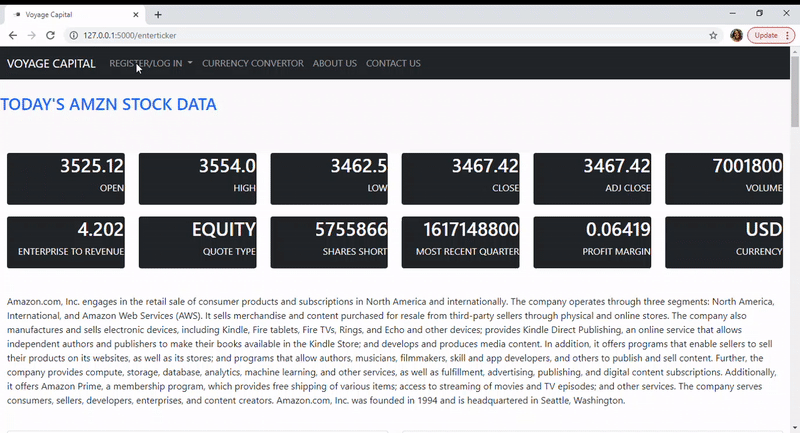 Voyage Capital
127.0.0.1:5000/enterticker
Update
VOYAGE CAPITAL REGISTER/LOG IN CURRENCY CONVERTOR ABOUT US CONTACT US
TODAY'S AMZN STOCK DATA
3525.12 3554.0 3462.5 3467.42 3467.42 7001800
OPEN HIGH LOW CLOSE ADJ CLOSE VOLUME
4.202 EQUITY 5755866 1617148800 0.06419 USD
ENTERPRISE TO REVENUE QUOTE TYPE SHARES SHORT MOST RECENT QUARTER PROFIT MARGIN CURRENCY
Amazon.com, Inc. engages in the retail sale of consumer products and subscriptions in North America and internationally. The company operates through three segments: North America,
International, and Amazon Web Services (AWS). It sells merchandise and content purchased for resale from third-party sellers through physical and online stores. The company also
manufactures and sells electronic devices, including Kindle, Fire tablets, Fire TVs, Rings, and Echo and other devices; provides Kindle Direct Publishing, an online service that allows
independent authors and publishers to make their books available in the Kindle Store; and develops and produces media content. In addition, it offers programs that enable sellers to sell
their products on its websites, as well as its stores; and programs that allow authors, musicians, filmmakers, skill and app developers, and others to publish and sell content. Further, the
company provides compute, storage, database, analytics, machine learning, and other services, as well as fulfillment, advertising, publishing, and digital content subscriptions. Additionally,
it offers Amazon Prime, a membership program, which provides free shipping of various items; access to streaming of movies and TV episodes; and other services. The company serves
consumers, sellers, developers, enterprises, and content creators. Amazon.com, Inc. was founded in 1994 and is headquartered in Seattle, Washington.